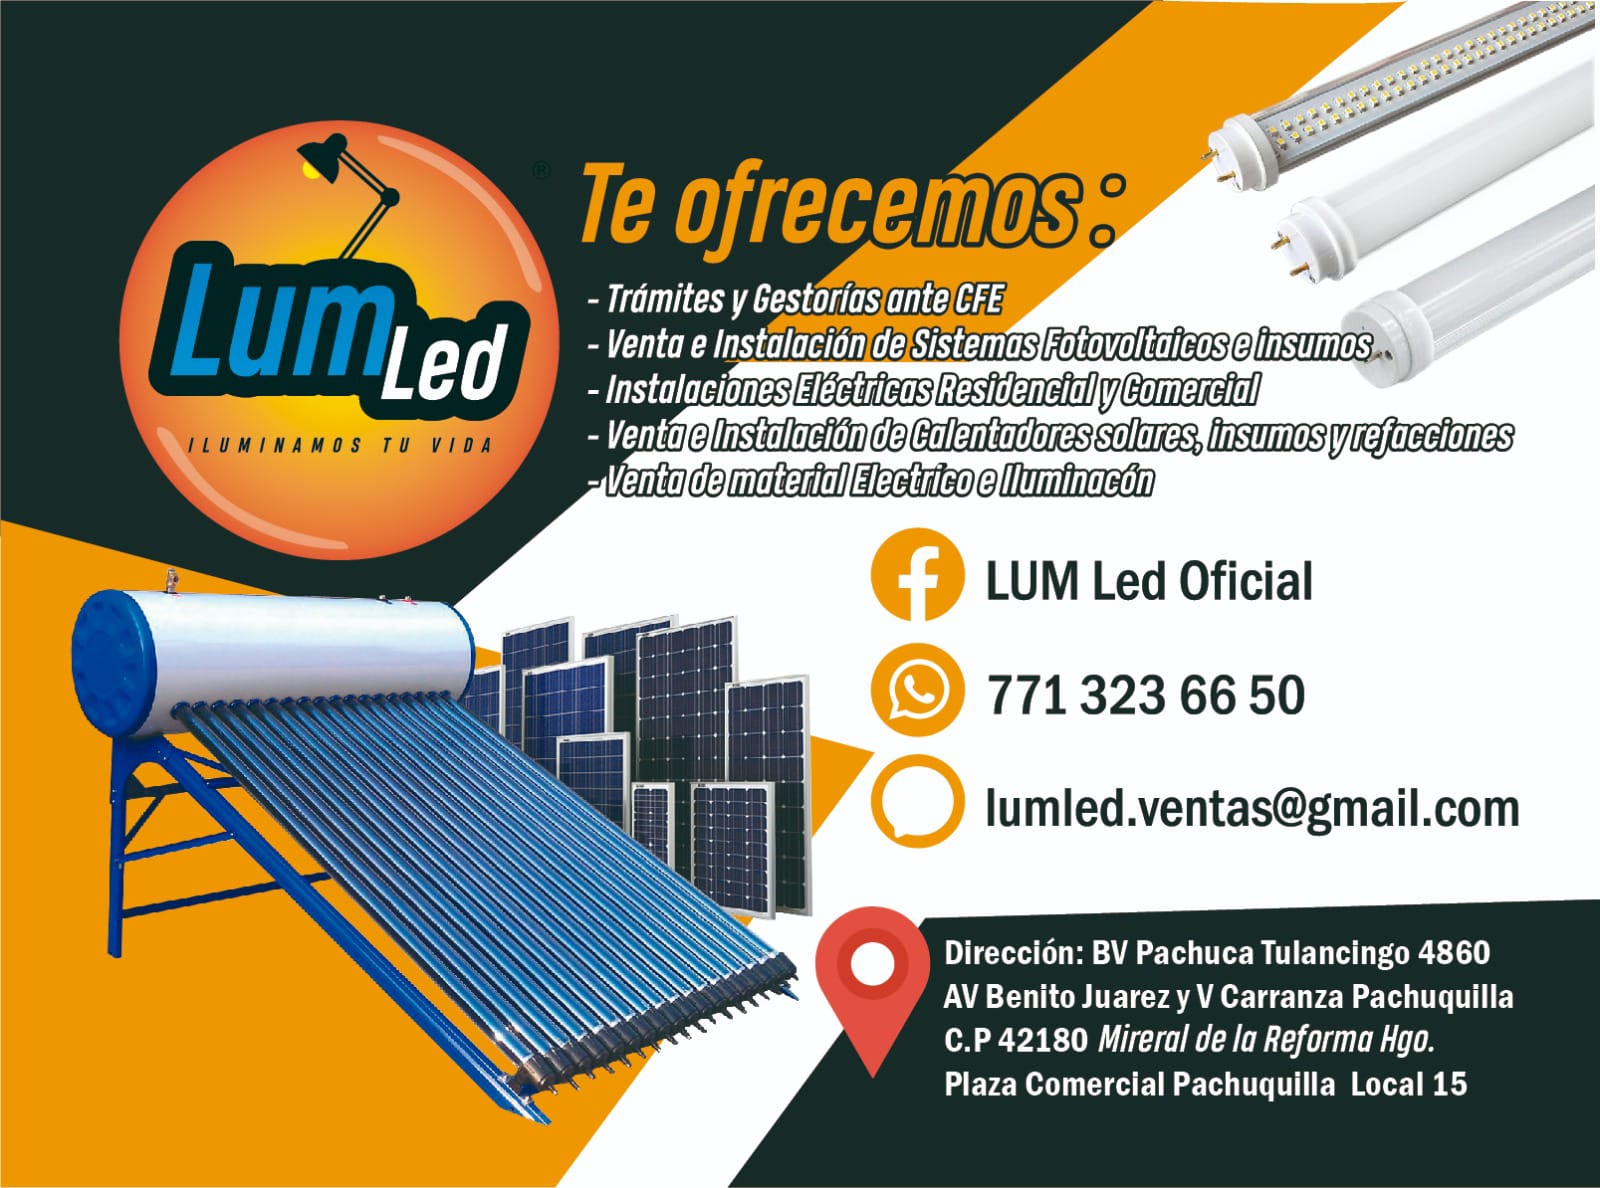 Lum
Led
ILUMINAMOS TU VIDA
®
Te ofrecemos:
- Trámites y Gestorías ante CFE
- Venta e Instalación de Sistemas Fotovoltaicos e insumos
- Instalaciones Eléctricas Residencial y Comercial
- Venta e Instalación de Calentadores solares, insumos y refacciones
- Venta de material Electrico e Iluminacón
LUM Led Oficial
771 323 66 50
lumled.ventas@gmail.com
Dirección: BV Pachuca Tulancingo 4860
AV Benito Juarez y V Carranza Pachuquilla
C.P 42180 Mireral de la Reforma Hgo.
Plaza Comercial Pachuquilla Local 15